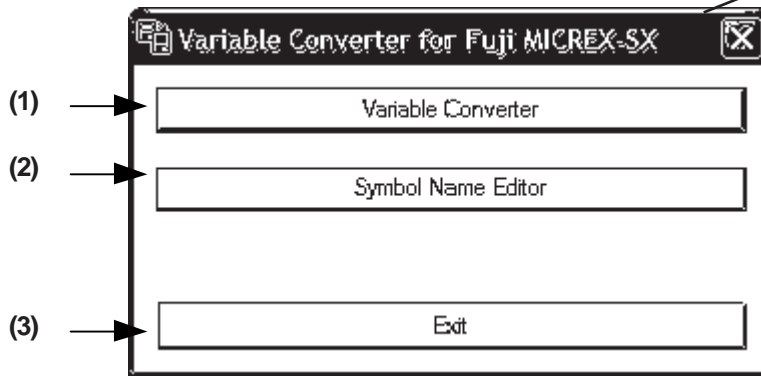 Variable Converter for Fuji MICREX-SX
(1) Variable Converter
(2) Symbol Name Editor
(3) Exit